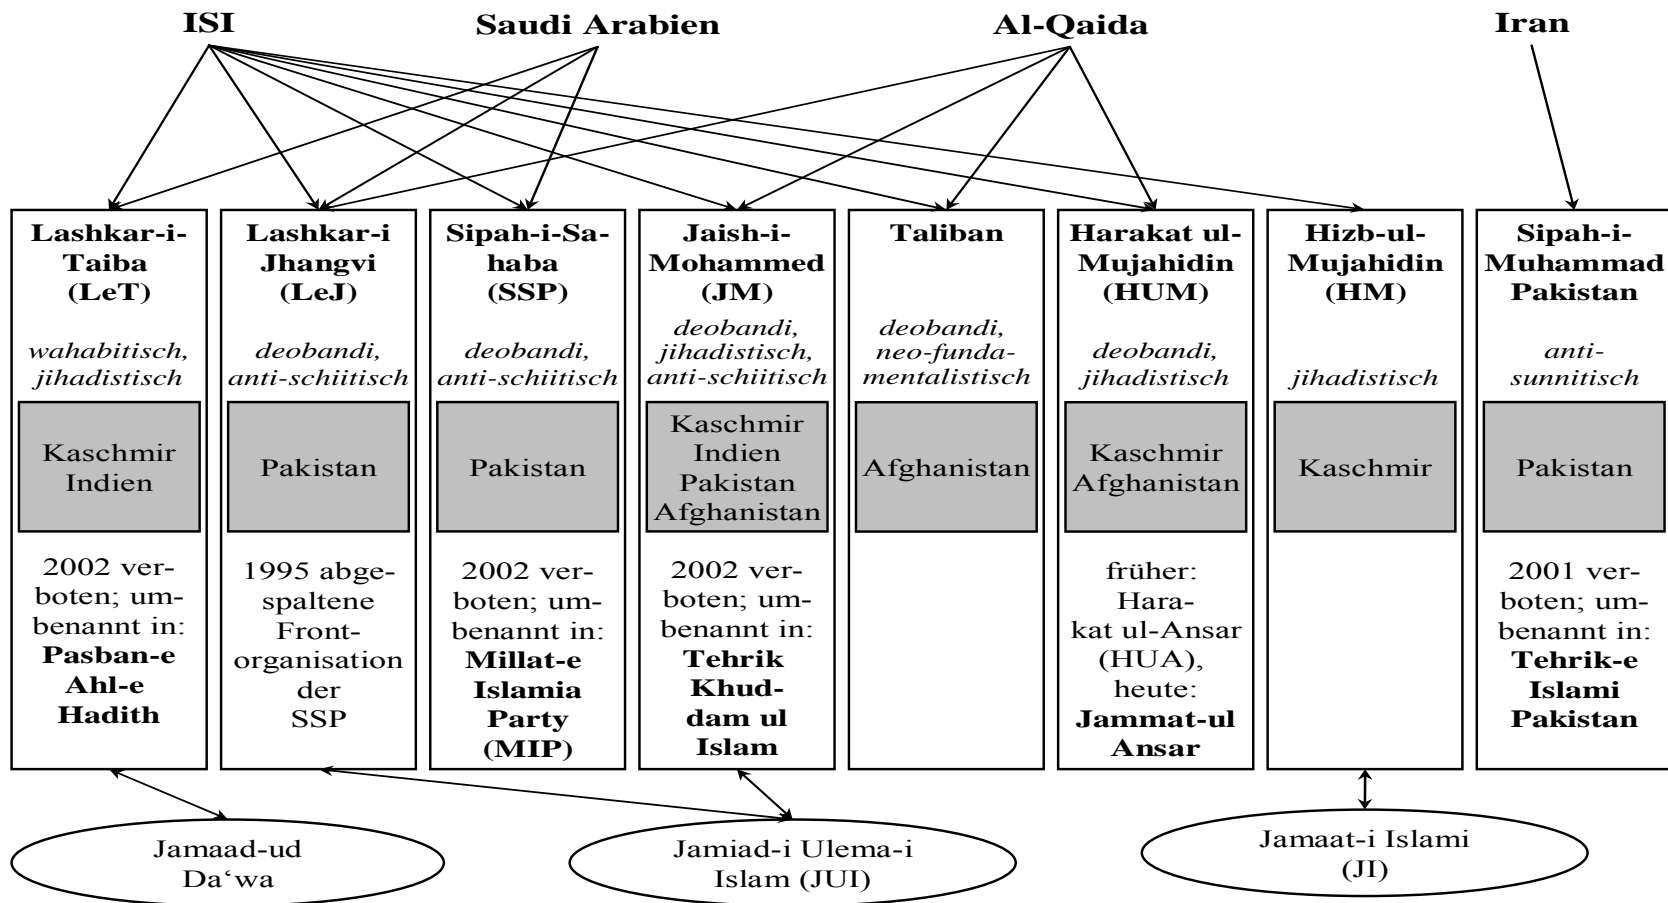 ISI
Saudi Arabien
Al-Qaida
Iran
Lashkar-i-
Taiba
(LeT)
wahabitisch,
jihadistisch
Kaschmir
Indien
2002 ver-
boten; um-
benannt in:
Pasban-e
Ahl-e
Hadith
Lashkar-i
Jhangvi
(LeJ)
deobandi,
anti-schiitisch
Pakistan
1995 abge-
spaltene
Front-
organisation
der
SSP
Sipah-i-Sa-
haba
(SSP)
deobandi,
anti-schiitisch
Pakistan
2002 ver-
boten; um-
benannt in:
Millat-e
Islamia
Party
(MIP)
Jaish-i-
Mohammed
(JM)
deobandi,
jihadistisch,
anti-schiitisch
Kaschmir
Indien
Pakistan
Afghanistan
2002 ver-
boten; um-
benannt in:
Tehrik
Khud-
dam ul
Islam
Taliban
deobandi,
neo-funda-
mentalistisch
Afghanistan
Harakat ul-
Mujahidin
(HUM)
deobandi,
jihadistisch
Kaschmir
Afghanistan
früher:
Hara-
kat ul-Ansar
(HUA),
heute:
Jammat-ul
Ansar
Hizb-ul-
Mujahidin
(HM)
jihadistisch
Kaschmir
Sipah-i-
Muhammad
Pakistan
anti-
sunnitisch
Pakistan
2001 ver-
boten; um-
benannt in:
Tehrik-e
Islami
Pakistan
Jamaad-ud
Da‘wa
Jamiad-i Ulema-i
Islam (JUI)
Jamaat-i Islami
(JI)